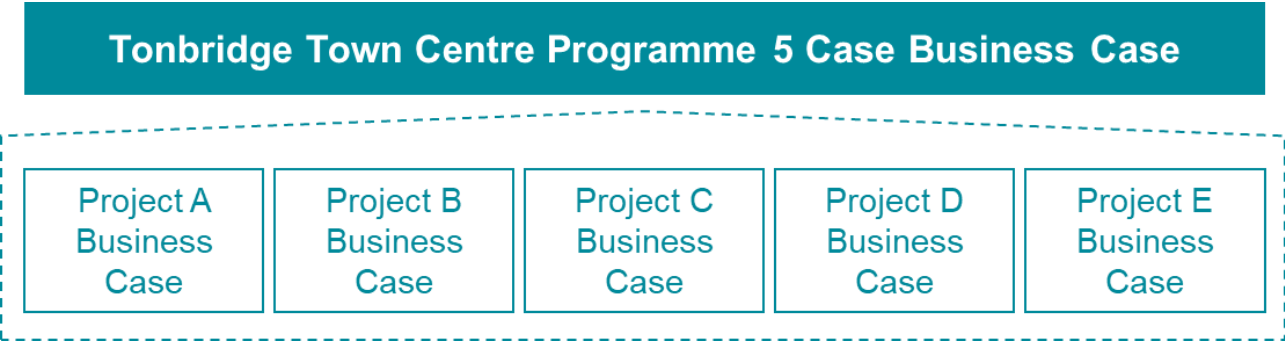 Tonbridge Town Centre Programme 5 Case Business Case
Project A
Business
Case
Project B
Business
Case
Project C
Business
Case
Project D
Business
Case
Project E
Business
Case